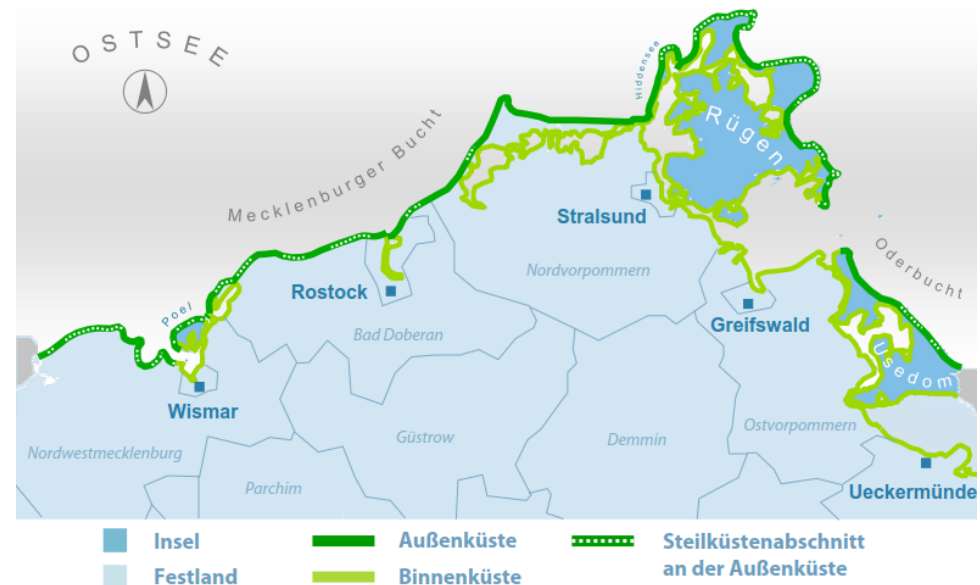 OSTSEE
Hiddensee
Rügen
Mecklenburger Bucht
Stralsund
Oderbucht
Nordvorpommern
Rostock
Poel
Greifswald
Bad Doberan
Usedom
Wismar
Güstrow
Demmin
Ostvorpommern
Nordwestmecklenburg
Parchim
Ueckermünde
Insel
Außenküste
Steilküstenabschnitt
an der Außenküste
Festland
Binnenküste